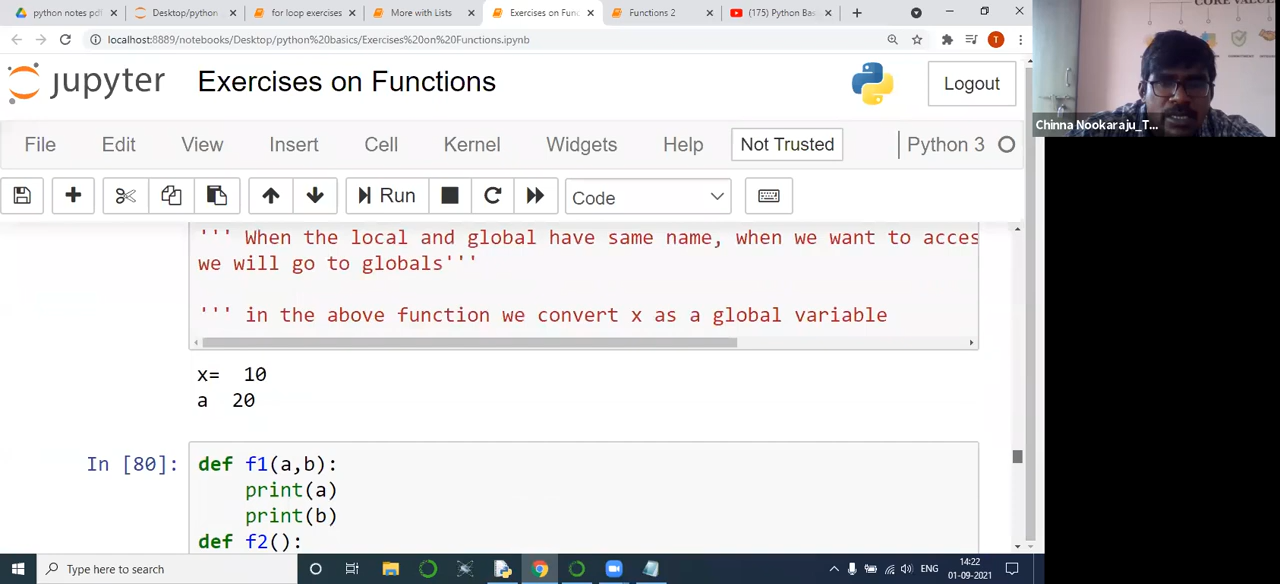 python notes pdf
Desktop/python
for loop exercises
More with Lists
Exercises on Func
Functions 2
(175) Python Bas
localhost:8889/notebooks/Desktop/python%20basics/Exercises%20on%20Functions.ipynb
T
CORE VALUE
Chinna Nookaraju_T...
jupyter Exercises on Functions
Logout
File Edit View Insert Cell Kernel Widgets Help Not Trusted Python 3
Run Code
''' When the local and global have same name, when we want to acces
we will go to globals'''
''' in the above function we convert x as a global variable
x= 10
a 20
In [80]: def f1(a,b):
print(a)
print(b)
def f2():
Type here to search
ENG
14:22
01-09-2021